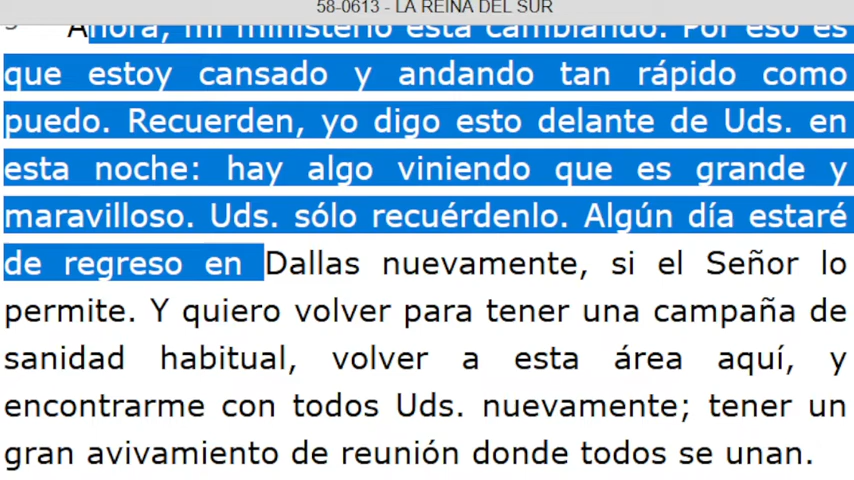 58-0613 - LA REINA DEL SUR
Ahora, mi ministerio está cambiando. Por eso es
que estoy cansado y andando tan rápido como
puedo. Recuerden, yo digo esto delante de Uds. en
esta noche: hay algo viniendo que es grande y
maravilloso. Uds. sólo recuérdenlo. Algún día estaré
de regreso en Dallas nuevamente, si el Señor lo
permite. Y quiero volver para tener una campaña de
sanidad habitual, volver a esta área aquí, y
encontrarme con todos Uds. nuevamente; tener un
gran avivamiento de reunión donde todos se unan.